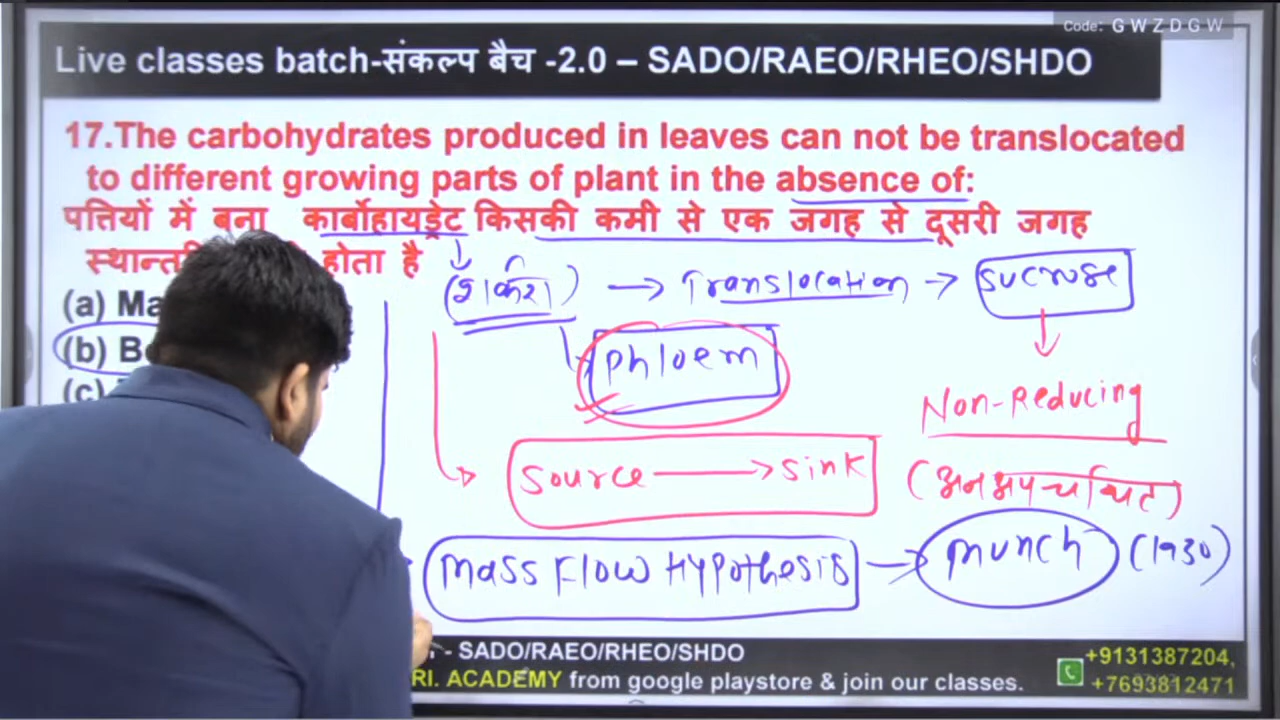 Code: G W Z D G W
Live classes batch-संकल्प बैच -2.0 – SADO/RAEO/RHEO/SHDO
17.The carbohydrates produced in leaves can not be translocated
to different growing parts of plant in the absence of:
पत्तियों में बना कार्बोहायड्रेट किसकी कमी से एक जगह से दूसरी जगह
होता है
(शर्करा) → Translocation → sucrose
(a) Ma
(b) B
Phloem
(c)
Non-Reducing
source → sink
(अनअपचयित)
Mass Flow Hypothesis → munch (1930)
- SADO/RAEO/RHEO/SHDO
RI. ACADEMY from google playstore & join our classes.
+9131387204,
+7693812471